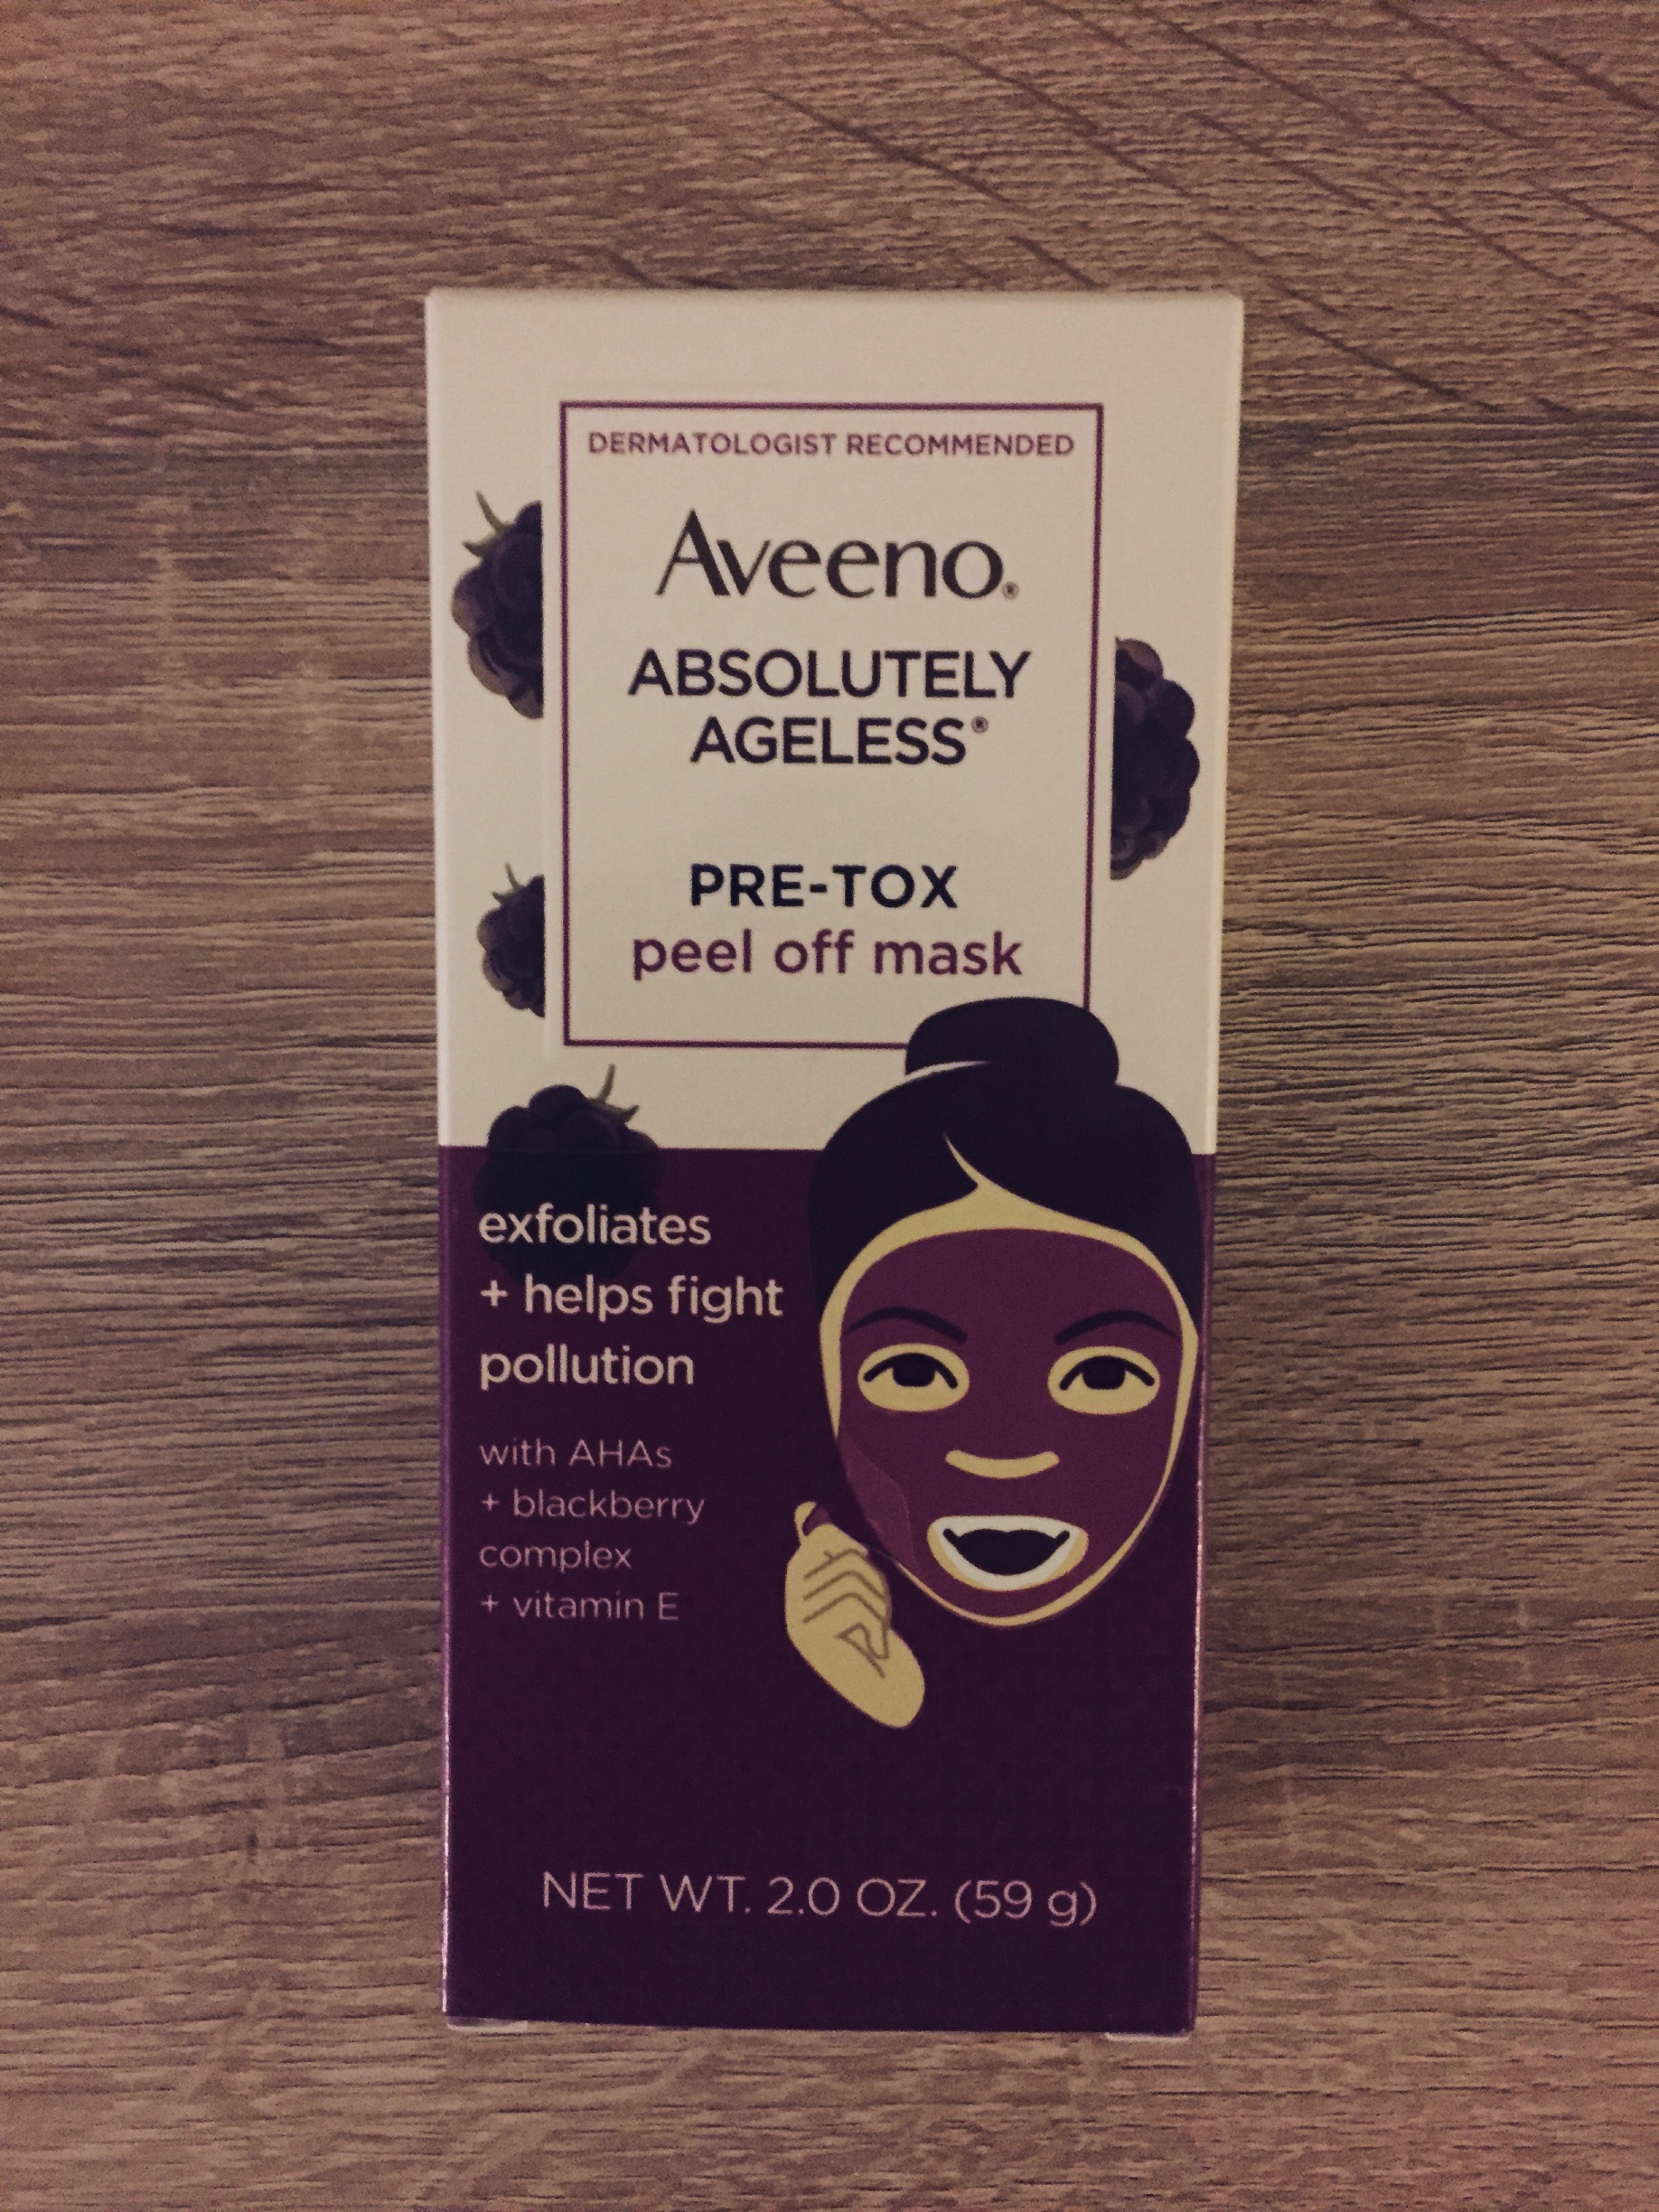 DERMATOLOGIST RECOMMENDED
Aveeno®
ABSOLUTELY
AGELESS®
PRE-TOX
peel off mask
exfoliates
+ helps fight
pollution
with AHAs
+ blackberry
complex
+ vitamin E
NET WT. 2.0 OZ. (59 g)